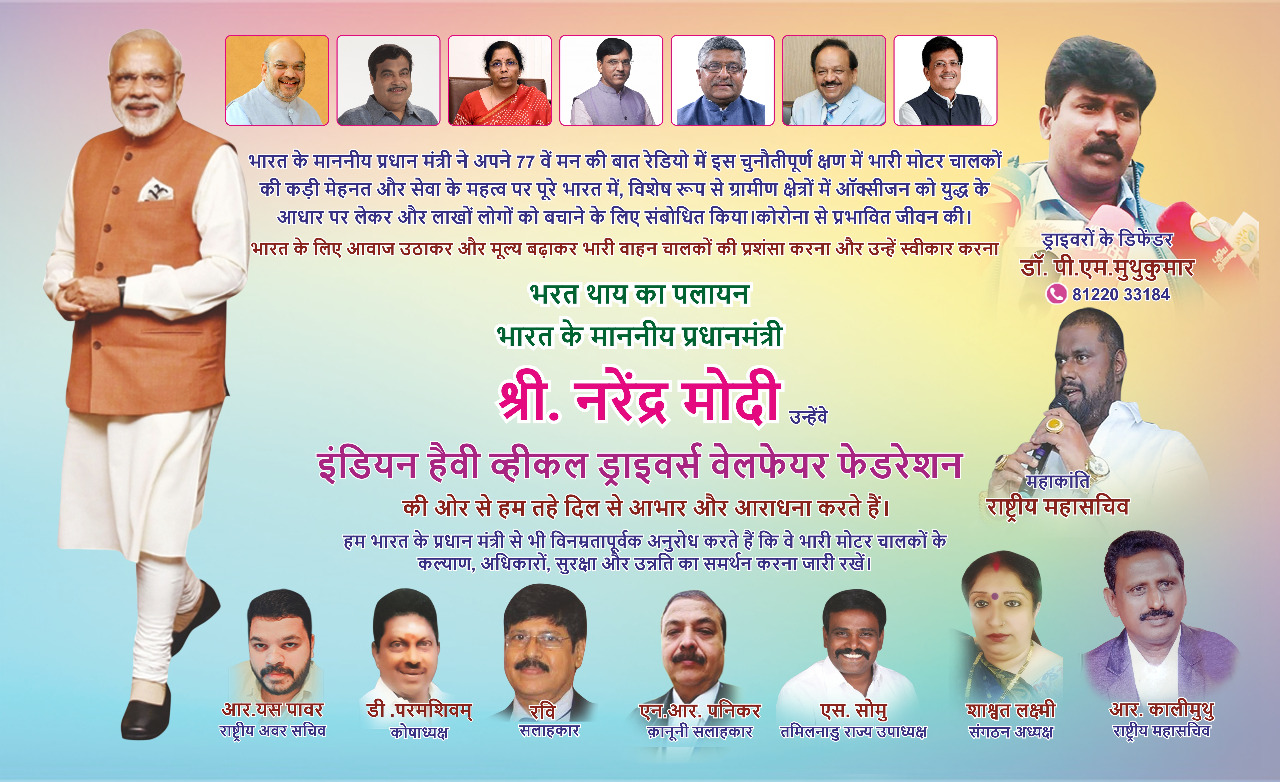 भारत के माननीय प्रधान मंत्री ने अपने 77 वें मन की बात रेडियो में इस चुनौतीपूर्ण क्षण में भारी मोटर चालकों
की कड़ी मेहनत और सेवा के महत्व पर पूरे भारत में, विशेष रूप से ग्रामीण क्षेत्रों में ऑक्सीजन को युद्ध के
आधार पर लेकर और लाखों लोगों को बचाने के लिए संबोधित किया।कोरोना से प्रभावित जीवन की।
भारत के लिए आवाज उठाकर और मूल्य बढ़ाकर भारी वाहन चालकों की प्रशंसा करना और उन्हें स्वीकार करना
भरत थाय का पलायन
भारत के माननीय प्रधानमंत्री
श्री. नरेंद्र मोदी उन्हेंवे
इंडियन हैवी व्हीकल ड्राइवर्स वेलफेयर फेडरेशन
की ओर से हम तहे दिल से आभार और आराधना करते हैं।
हम भारत के प्रधान मंत्री से भी विनम्रतापूर्वक अनुरोध करते हैं कि वे भारी मोटर चालकों के
कल्याण, अधिकारों, सुरक्षा और उन्नति का समर्थन करना जारी रखें।
ड्राइवरों के डिफेंडर
डॉ. पी.एम.मुथुकुमार
81220 33184
महाकांति
राष्ट्रीय महासचिव
आर.यस पावर
राष्ट्रीय अवर सचिव
डी .परमशिवम्
कोषाध्यक्ष
रवि
सलाहकार
एन.आर. पनिकर
क़ानूनी सलाहकार
एस. सोमु
तमिलनाडु राज्य उपाध्यक्ष
शाश्वत लक्ष्मी
संगठन अध्यक्ष
आर. कालीमुथु
राष्ट्रीय महासचिव